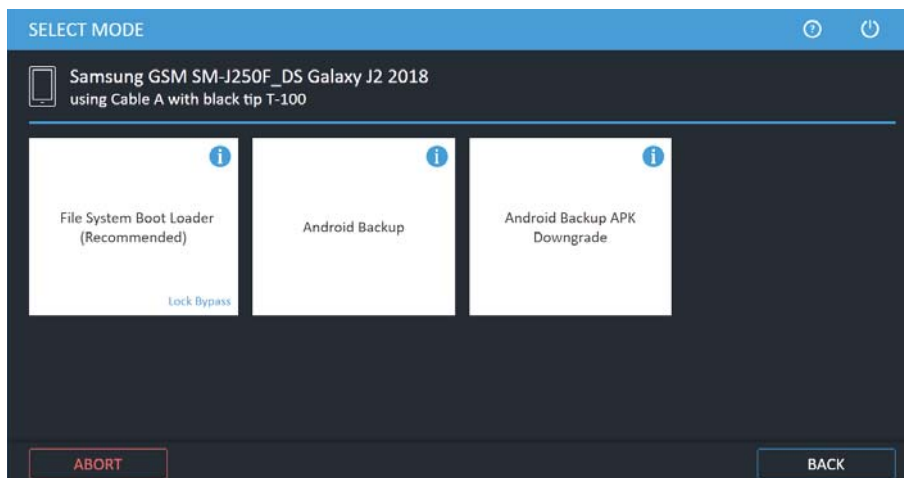 SELECT MODE
Samsung GSM SM-J250F_DS Galaxy J2 2018
using Cable A with black tip T-100
File System Boot Loader
(Recommended)
Lock Bypass
Android Backup
Android Backup APK
Downgrade
ABORT
BACK